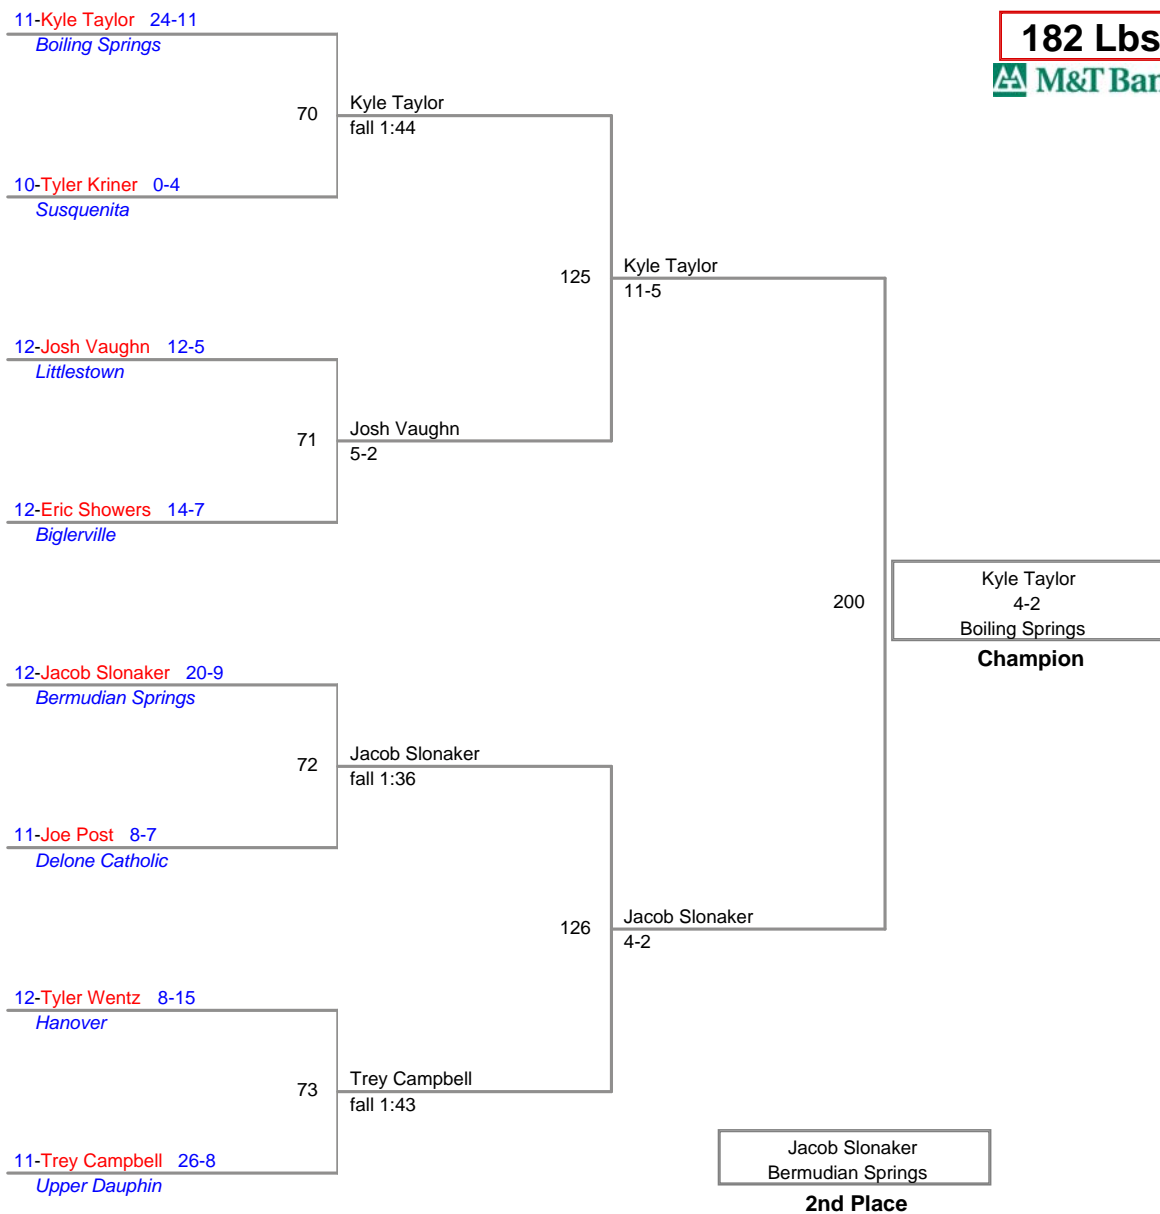 11-Kyle Taylor 24-11
Boiling Springs
182 Lbs
M&T Ban
70
Kyle Taylor
fall 1:44
10-Tyler Kriner 0-4
Susquenita
125
Kyle Taylor
11-5
12-Josh Vaughn 12-5
Littlestown
71
Josh Vaughn
5-2
12-Eric Showers 14-7
Biglerville
200
Kyle Taylor
4-2
Boiling Springs
Champion
12-Jacob Slonaker 20-9
Bermudian Springs
72
Jacob Slonaker
fall 1:36
11-Joe Post 8-7
Delone Catholic
126
Jacob Slonaker
4-2
12-Tyler Wentz 8-15
Hanover
73
Trey Campbell
fall 1:43
11-Trey Campbell 26-8
Upper Dauphin
Jacob Slonaker
Bermudian Springs
2nd Place